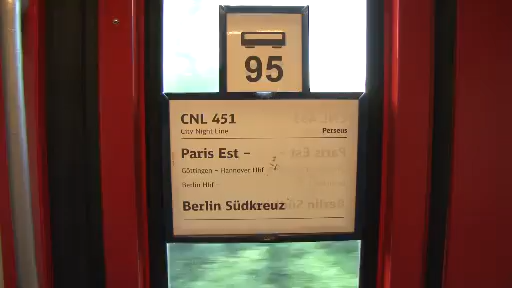 95
CNL 451
City Night Line Perseus
Paris Est –
Göttingen – Hannover Hbf
Berlin Hbf –
Berlin Südkreuz